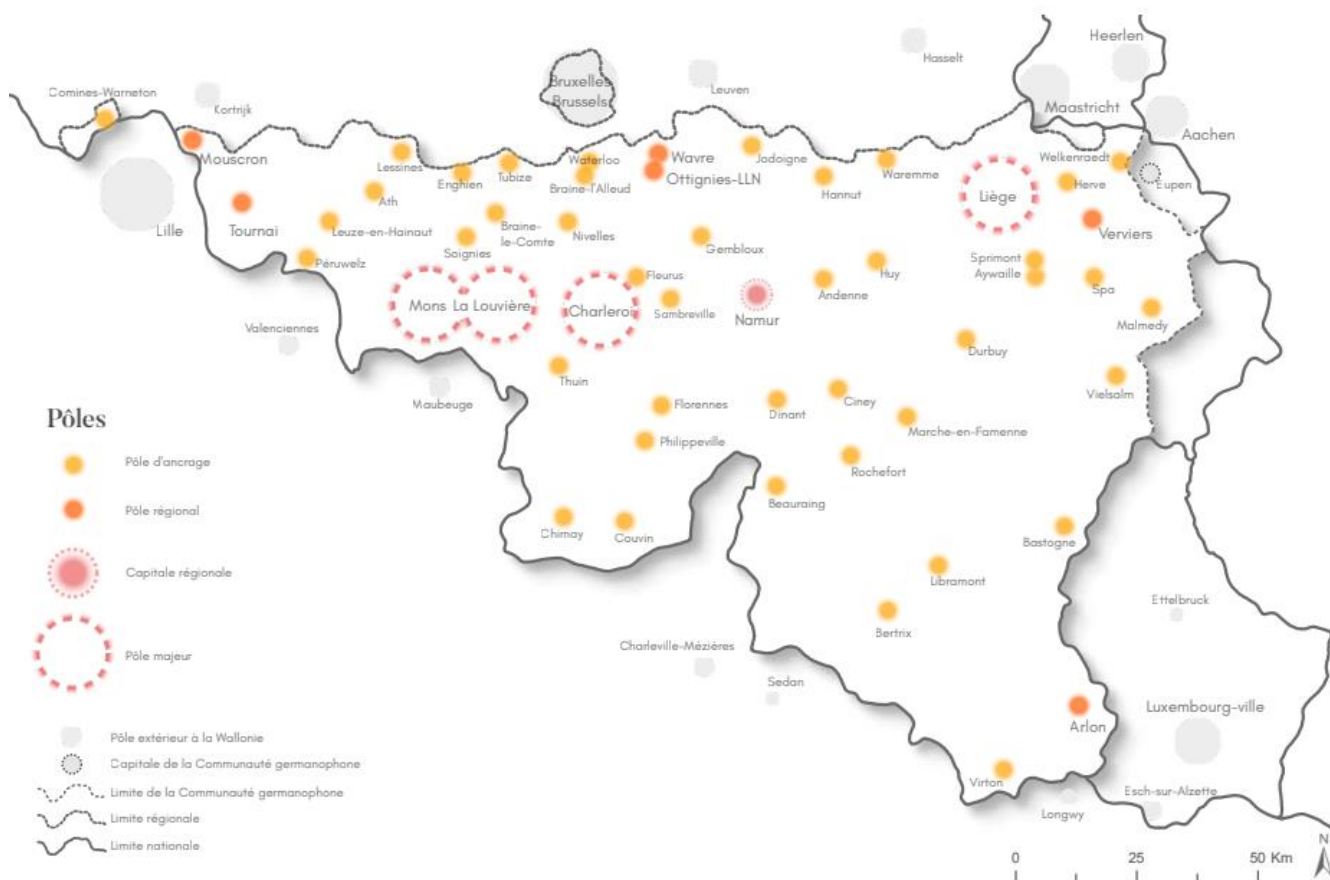 Heerlen
Hasselt
Bruxelles
Brussels
Leuven
Maastricht
Comines-Warneton
Kortrijk
Aachen
Mouscron
Lessines
Enghien
Tubize
Waterloo
Braine-l'Alleud
Wavre
Ottignies-LLN
Jodoigne
Hannut
Waremme
Welkenraedt
Herve
Eupen
Liège
Ath
Lille
Tournai
Leuze-en-Hainaut
Braine-
le-Comte
Soignies
Nivelles
Gembloux
Verviers
Péruwelz
Fleurus
Huy
Sprimont
Aywaille
Spa
Andenne
Mons
La Louvière
Charleroi
Sambreville
Namur
Malmedy
Valenciennes
Durbuy
Thuin
Vielsalm
Maubeuge
Florennes
Dinant
Ciney
Marche-en-Famenne
Philippeville
Rochefort
Beauraing
Chimay
Couvin
Bastogne
Libramont
Ettelbruck
Bertrix
Charleville-Mézières
Sedan
Luxembourg-ville
Arlon
Virton
Longwy
Esch-sur-Alzette
Pôles
Pôle d'ancrage
Pôle régional
Capitale régionale
Pôle majeur
Pôle extérieur à la Wallonie
Capitale de la Communauté germanophone
Limite de la Communauté germanophone
Limite régionale
Limite nationale
N
0 25 50 Km